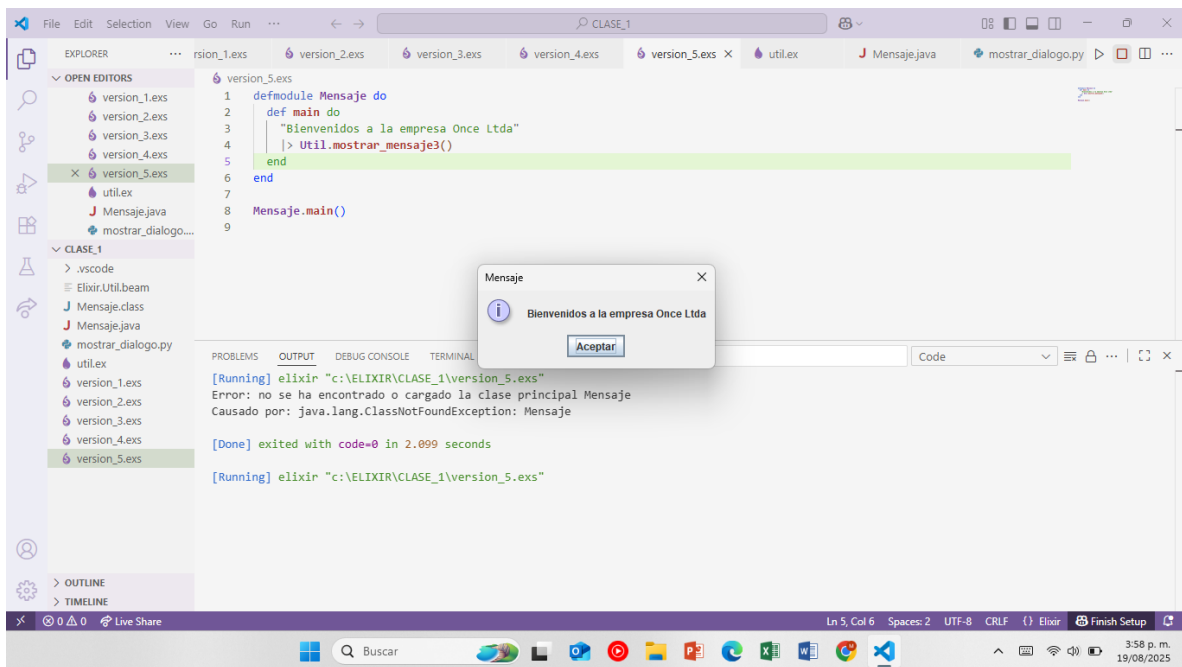 File Edit Selection View Go Run ··· CLASE_1
EXPLORER ···
rsion_1.exs version_2.exs version_3.exs version_4.exs version_5.exs util.ex Mensaje.java mostrar_dialogo.py ···
OPEN EDITORS
version_1.exs
version_2.exs
version_3.exs
version_4.exs
version_5.exs
util.ex
Mensaje.java
mostrar_dialogo....
CLASE_1
.vscode
Elixir.Util.beam
Mensaje.class
Mensaje.java
mostrar_dialogo.py
util.ex
version_1.exs
version_2.exs
version_3.exs
version_4.exs
version_5.exs
OUTLINE
TIMELINE
version_5.exs
1 defmodule Mensaje do
2 def main do
3 "Bienvenidos a la empresa Once Ltda"
4 |> Util.mostrar_mensaje3()
5 end
6 end
7
8 Mensaje.main()
9
Mensaje
Bienvenidos a la empresa Once Ltda
Aceptar
PROBLEMS OUTPUT DEBUG CONSOLE TERMINAL Code ···
[Running] elixir "c:\ELIXIR\CLASE_1\version_5.exs"
Error: no se ha encontrado o cargado la clase principal Mensaje
Causado por: java.lang.ClassNotFoundException: Mensaje
[Done] exited with code=0 in 2.099 seconds
[Running] elixir "c:\ELIXIR\CLASE_1\version_5.exs"
0 0 Live Share Ln 5, Col 6 Spaces: 2 UTF-8 CRLF {} Elixir Finish Setup
Buscar
3:58 p. m.
19/08/2025